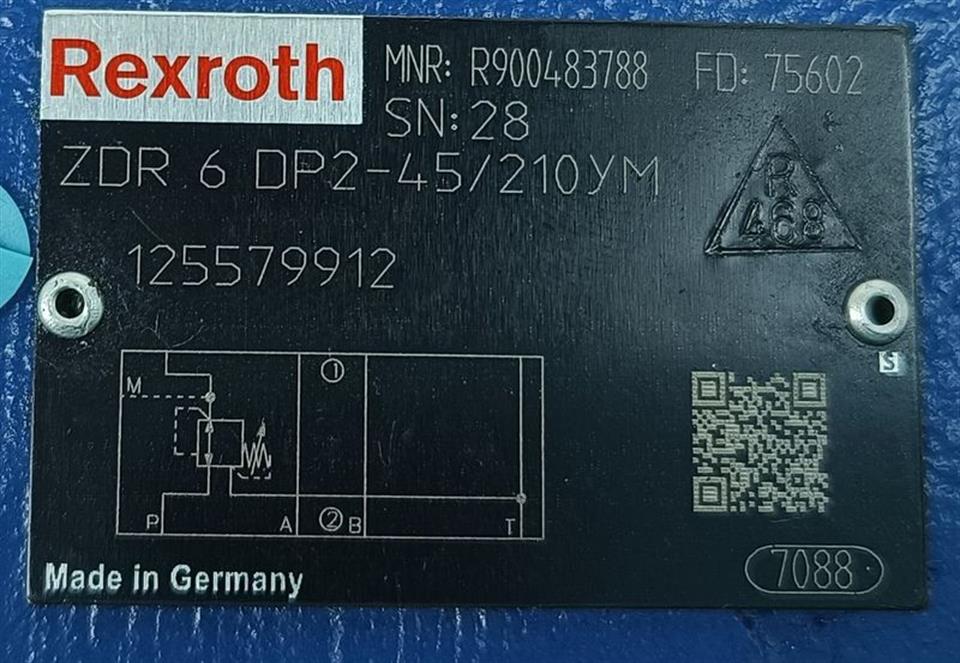 Rexroth
MNR: R900483788 FD: 75602
SN: 28
ZDR 6 DP2-45/210YM
R
468
125579912
M
1
P A 2 B T
S
7088
Made in Germany